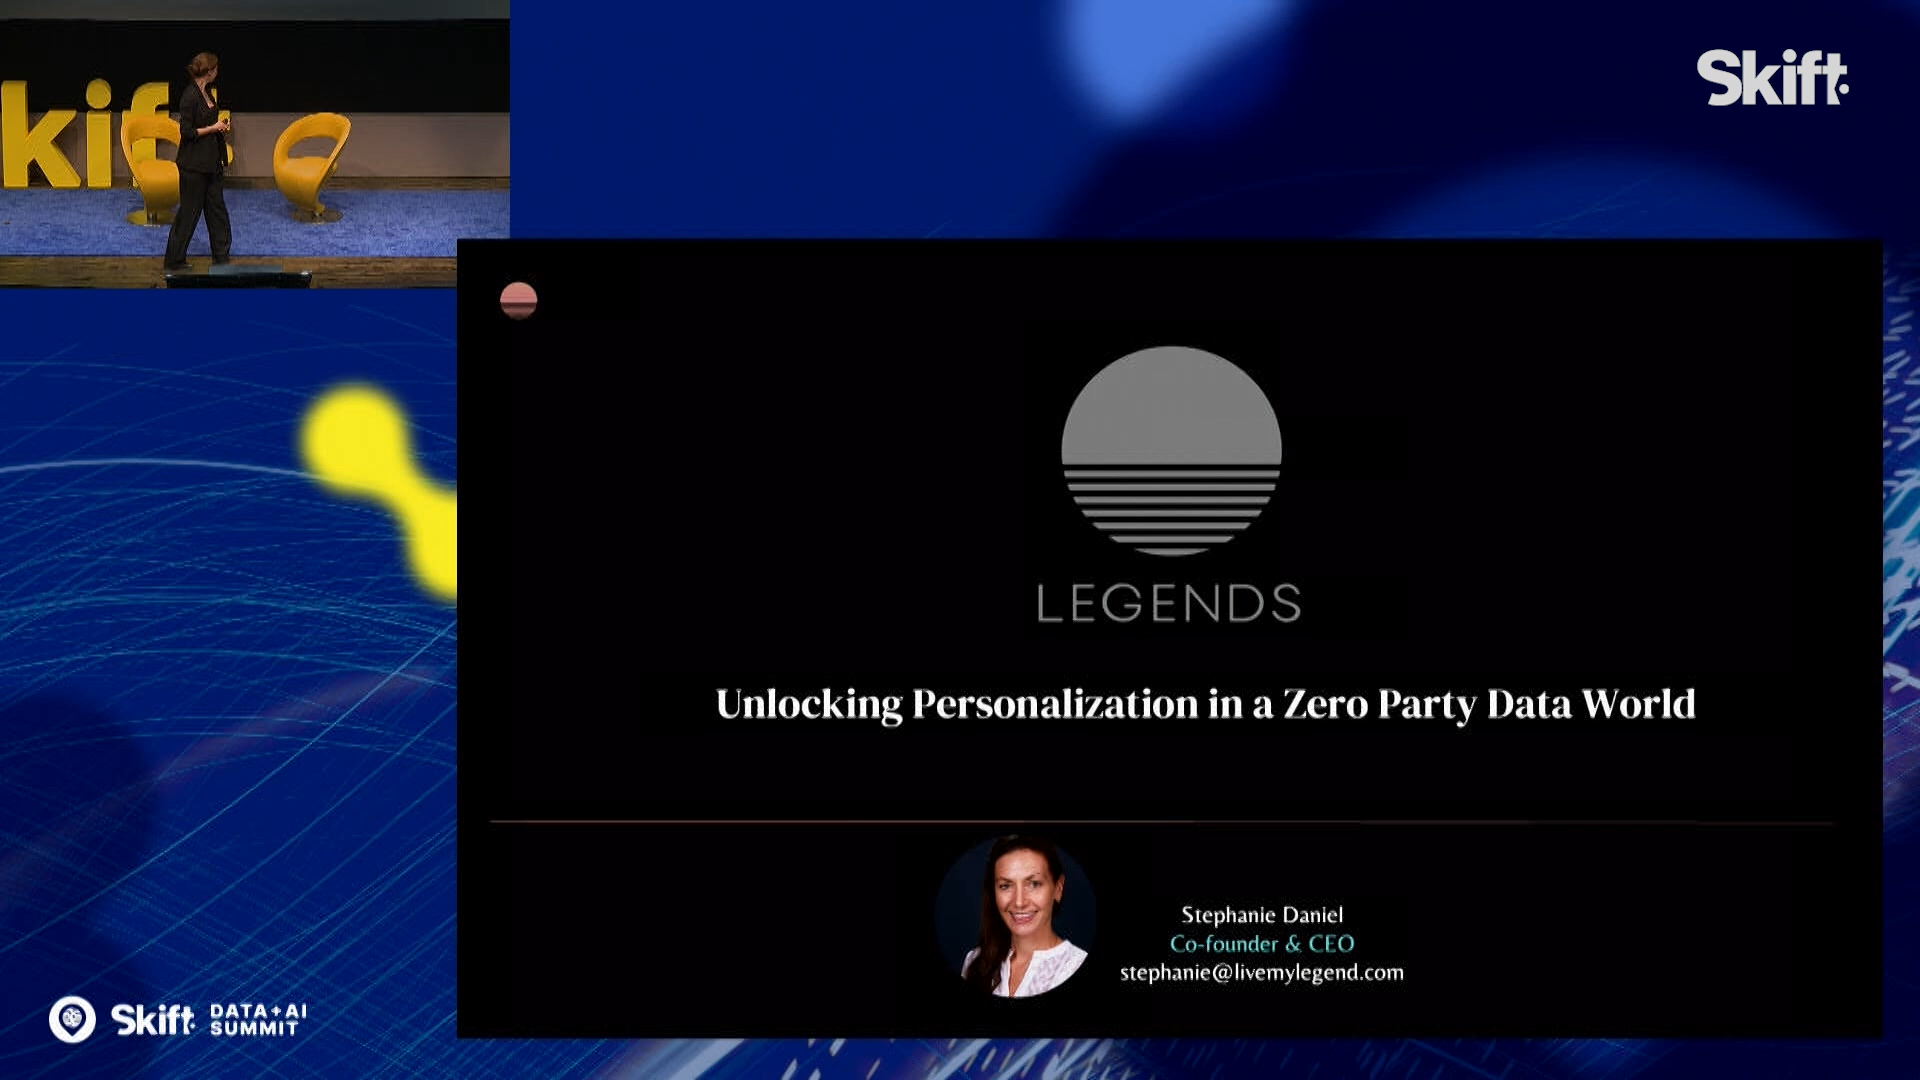 kif
Skift
LEGENDS
Unlocking Personalization in a Zero Party Data World
Stephanie Daniel
Co-founder & CEO
stephanie@livemylegend.com
Skift DATA+AI
SUMMIT